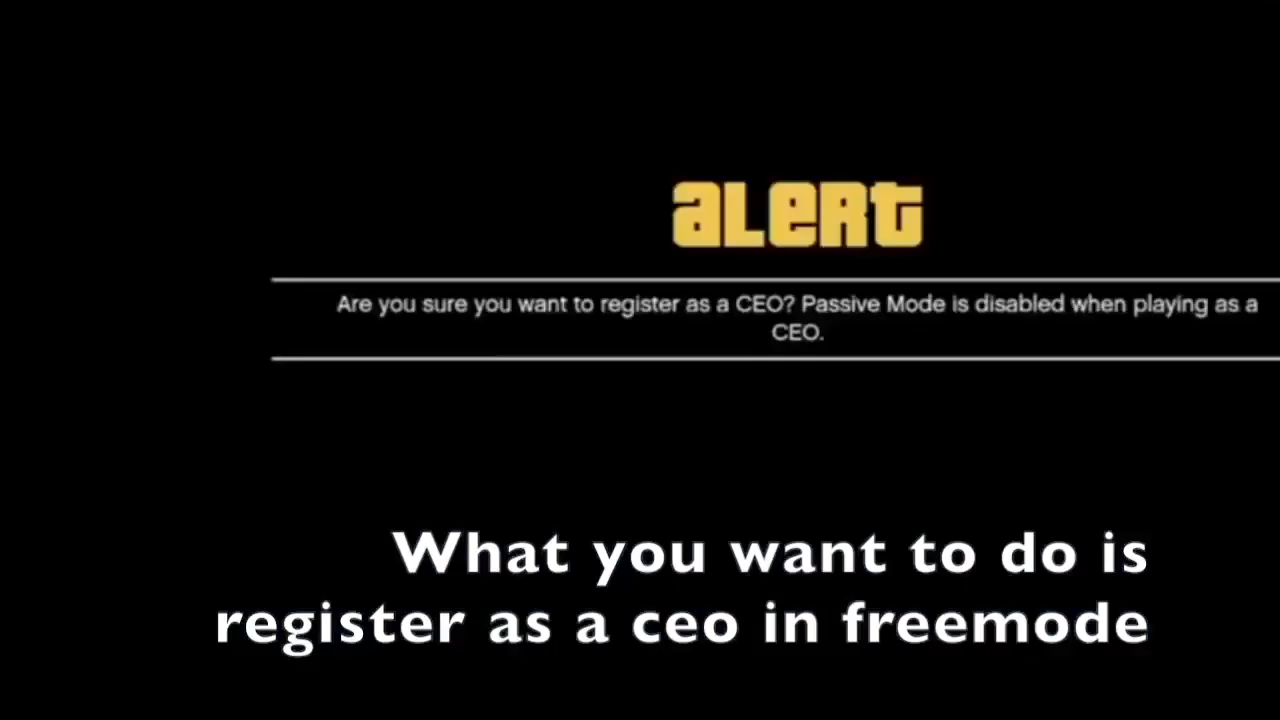 aLeRt
Are you sure you want to register as a CEO? Passive Mode is disabled when playing as a
CEO.
What you want to do is
register as a ceo in freemode